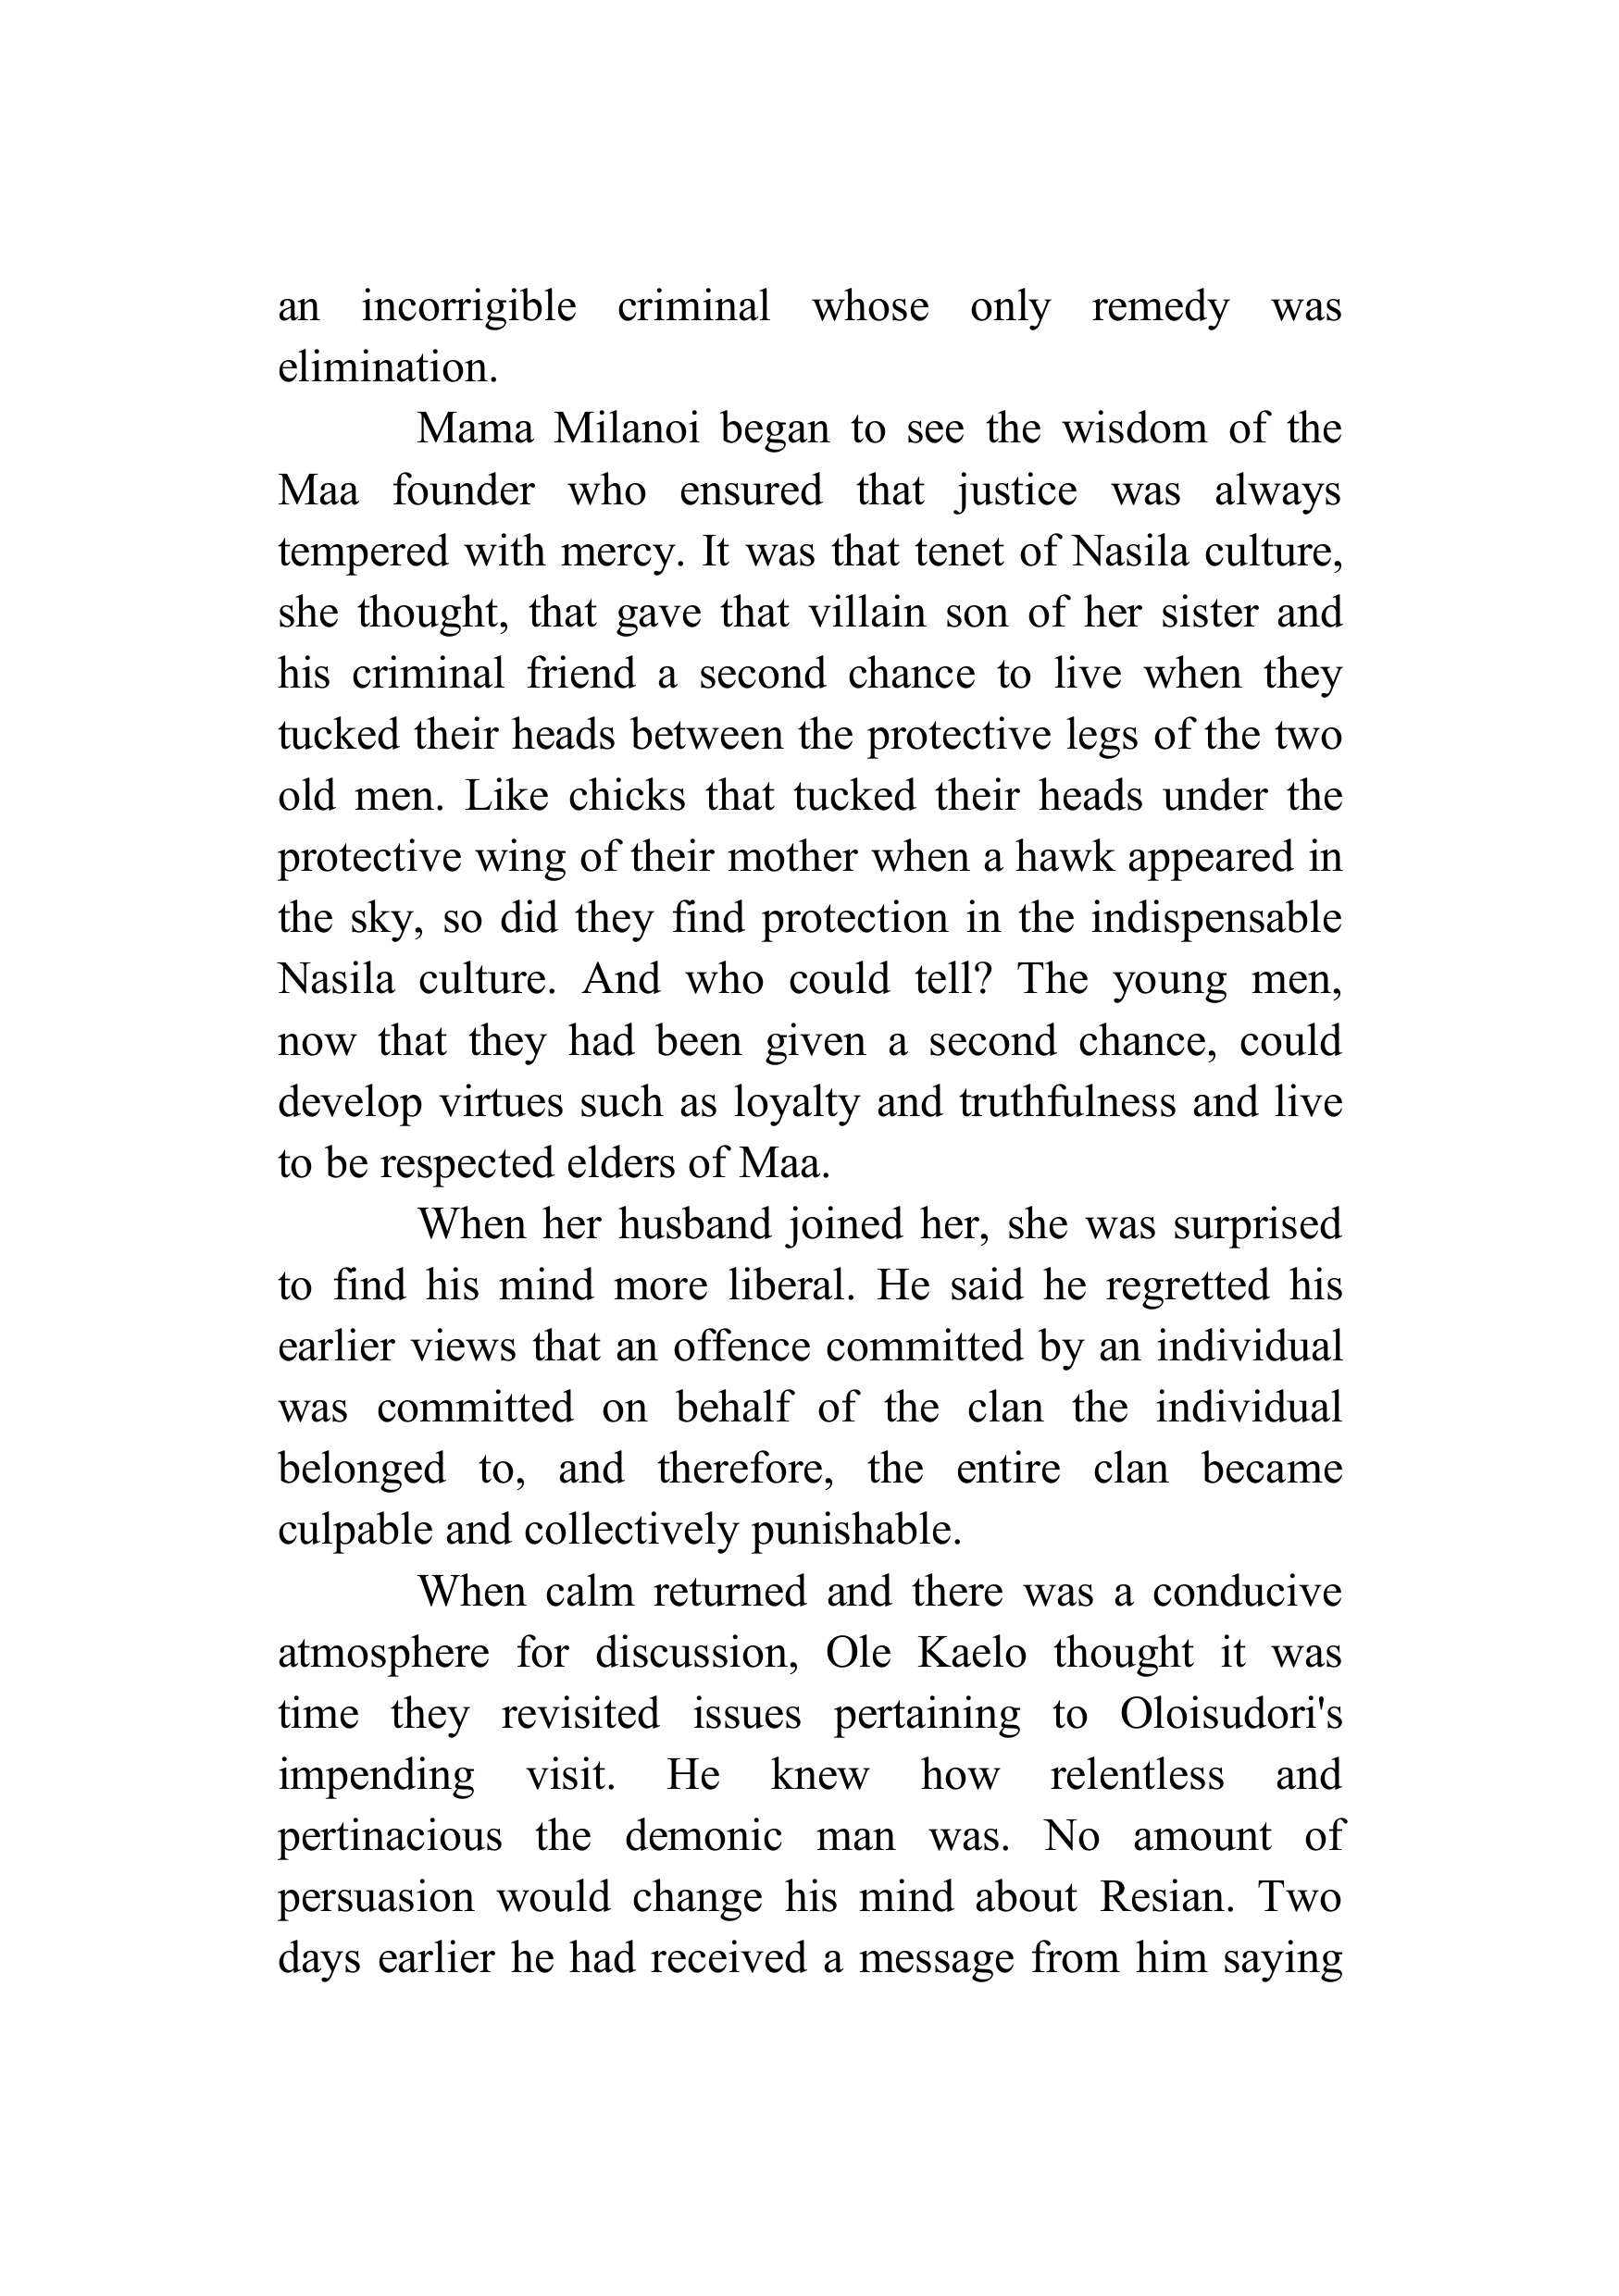 an incorrigible criminal whose only remedy was
elimination.
Mama Milanoi began to see the wisdom of the
Maa founder who ensured that justice was always
tempered with mercy. It was that tenet of Nasila culture,
she thought, that gave that villain son of her sister and
his criminal friend a second chance to live when they
tucked their heads between the protective legs of the two
old men. Like chicks that tucked their heads under the
protective wing of their mother when a hawk appeared in
the sky, so did they find protection in the indispensable
Nasila culture. And who could tell? The young men,
now that they had been given a second chance, could
develop virtues such as loyalty and truthfulness and live
to be respected elders of Maa.
When her husband joined her, she was surprised
to find his mind more liberal. He said he regretted his
earlier views that an offence committed by an individual
was committed on behalf of the clan the individual
belonged to, and therefore, the entire clan became
culpable and collectively punishable.
When calm returned and there was a conducive
atmosphere for discussion, Ole Kaelo thought it was
time they revisited issues pertaining to Oloisudori's
impending visit. He knew how relentless and
pertinacious the demonic man was. No amount of
persuasion would change his mind about Resian. Two
days earlier he had received a message from him saying